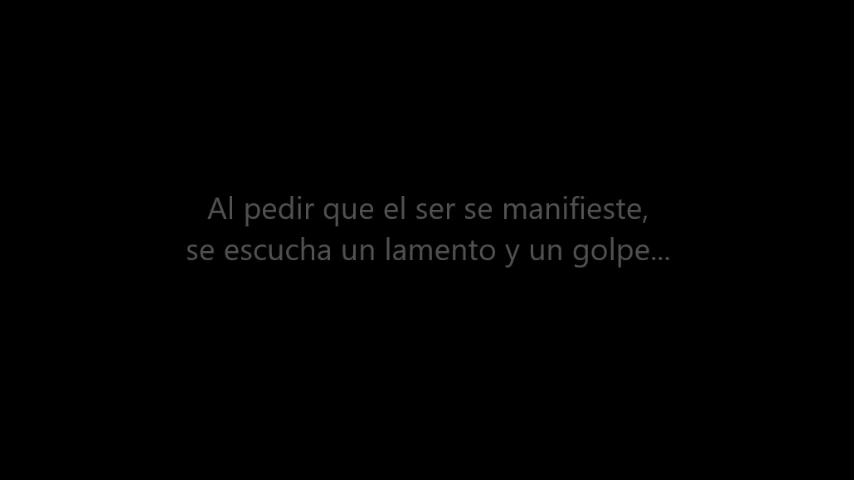 Al pedir que el ser se manifieste,
se escucha un lamento y un golpe...